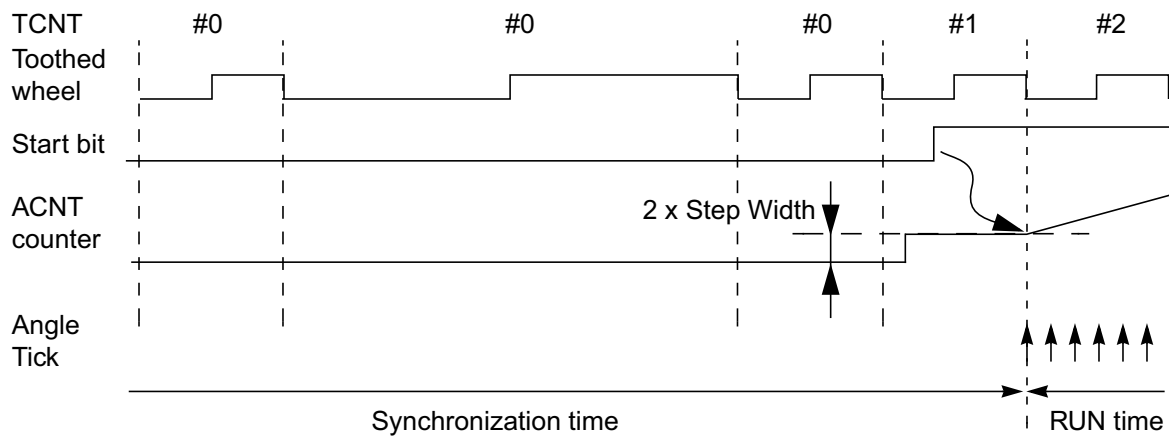 TCNT #0 #0 #0 #1 #2
Toothed
wheel
Start bit
ACNT
counter
2 x Step Width
Angle
Tick
Synchronization time
RUN time